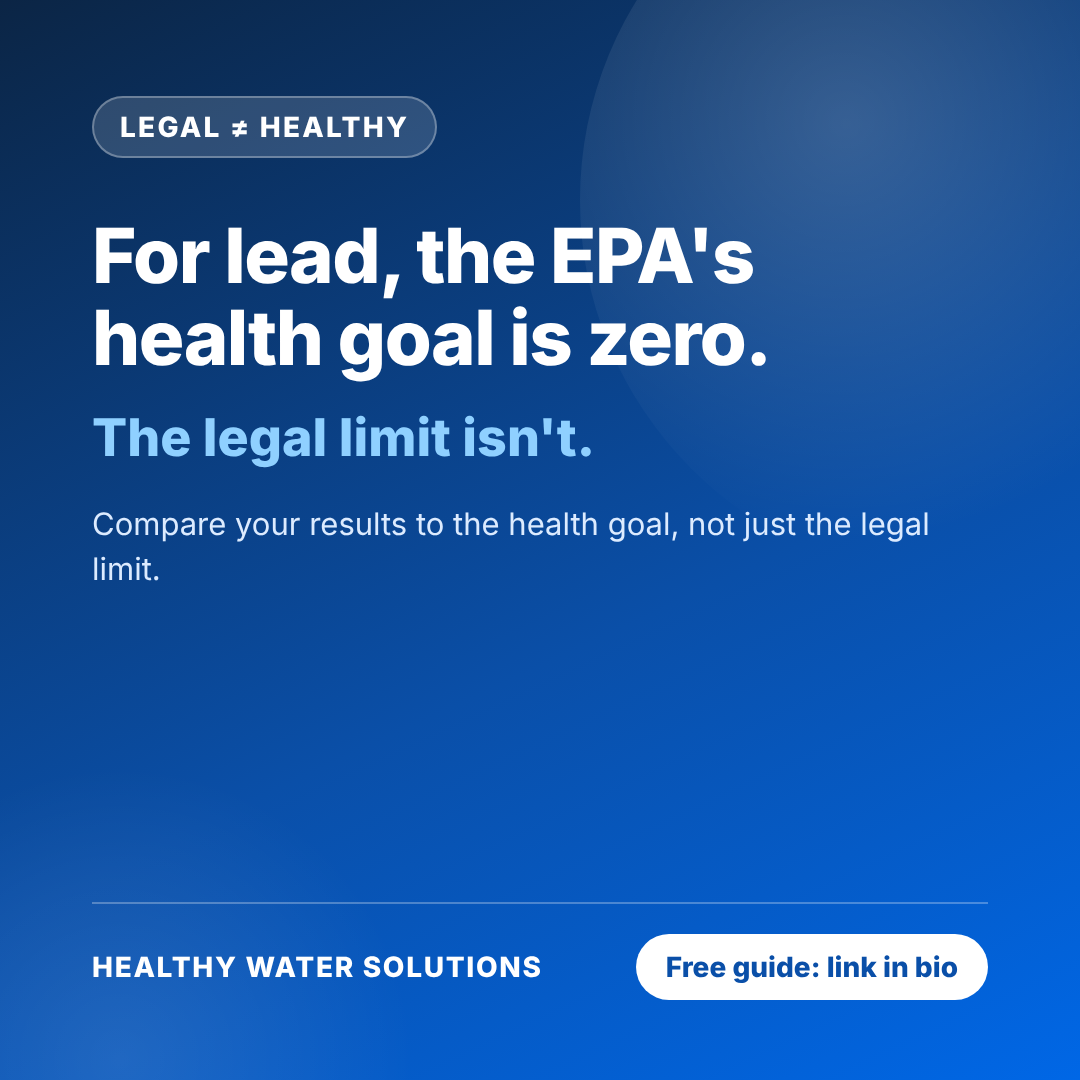 LEGAL ≠ HEALTHY
For lead, the EPA's
health goal is zero.
The legal limit isn't.
Compare your results to the health goal, not just the legal
limit.
HEALTHY WATER SOLUTIONS
Free guide: link in bio